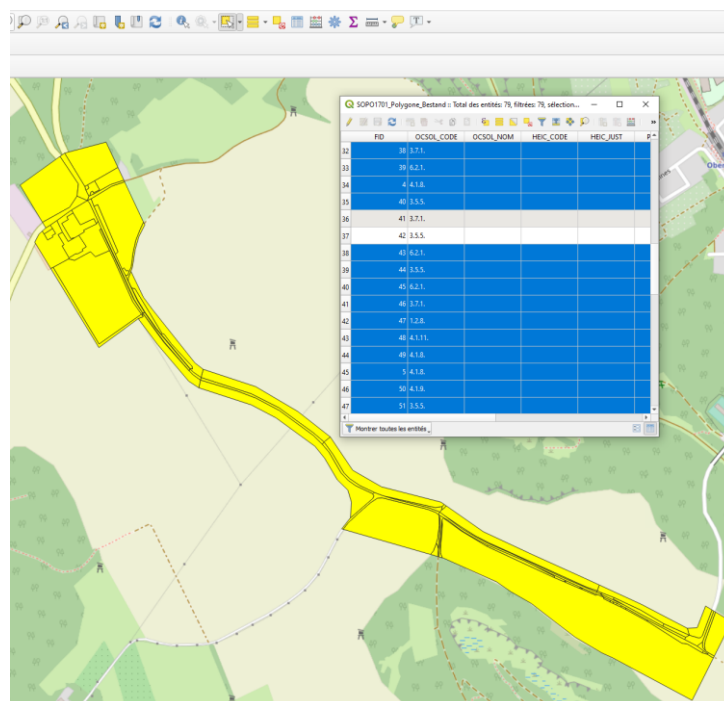 SOPO1701_Polygone_Bestand :: Total des entités: 79, filtrées: 79, sélection...
FID OCSOL_CODE OCSOL_NOM HEIC_CODE HEIC_JUST
32 38 3.7.1.
33 39 6.2.1.
34 4 4.1.8.
35 40 3.5.5.
36 41 3.7.1.
37 42 3.5.5.
38 43 6.2.1.
39 44 3.5.5.
40 45 6.2.1.
41 46 3.7.1.
42 47 1.2.8.
43 48 4.1.11.
44 49 4.1.8.
45 5 4.1.8.
46 50 4.1.9.
47 51 3.5.5.
Montrer toutes les entités